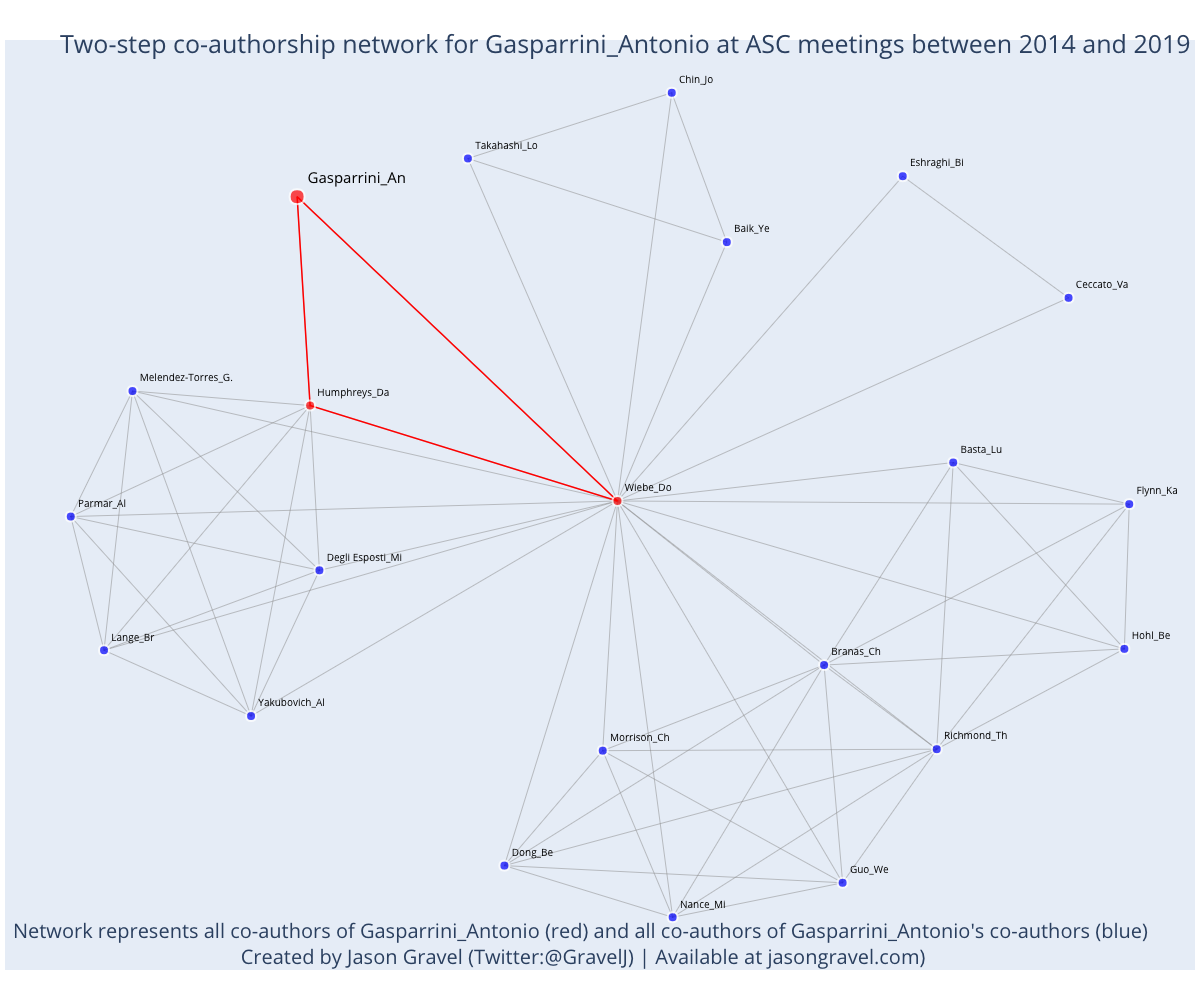 Two-step co-authorship network for Gasparrini_Antonio at ASC meetings between 2014 and 2019
Chin_Jo
Takahashi_Lo
Eshraghi_Bi
Gasparrini_An
Baik_Ye
Ceccato_Va
Melendez-Torres_G.
Humphreys_Da
Basta_Lu
Wiebe_Do
Flynn_Ka
Parmar_Al
Degli Esposti_Mi
Lange_Br
Hohl_Be
Branas_Ch
Yakubovich_Al
Morrison_Ch
Richmond_Th
Dong_Be
Guo_We
Nance_Mi
Network represents all co-authors of Gasparrini_Antonio (red) and all co-authors of Gasparrini_Antonio's co-authors (blue)
Created by Jason Gravel (Twitter:@GravelJ) | Available at jasongravel.com)